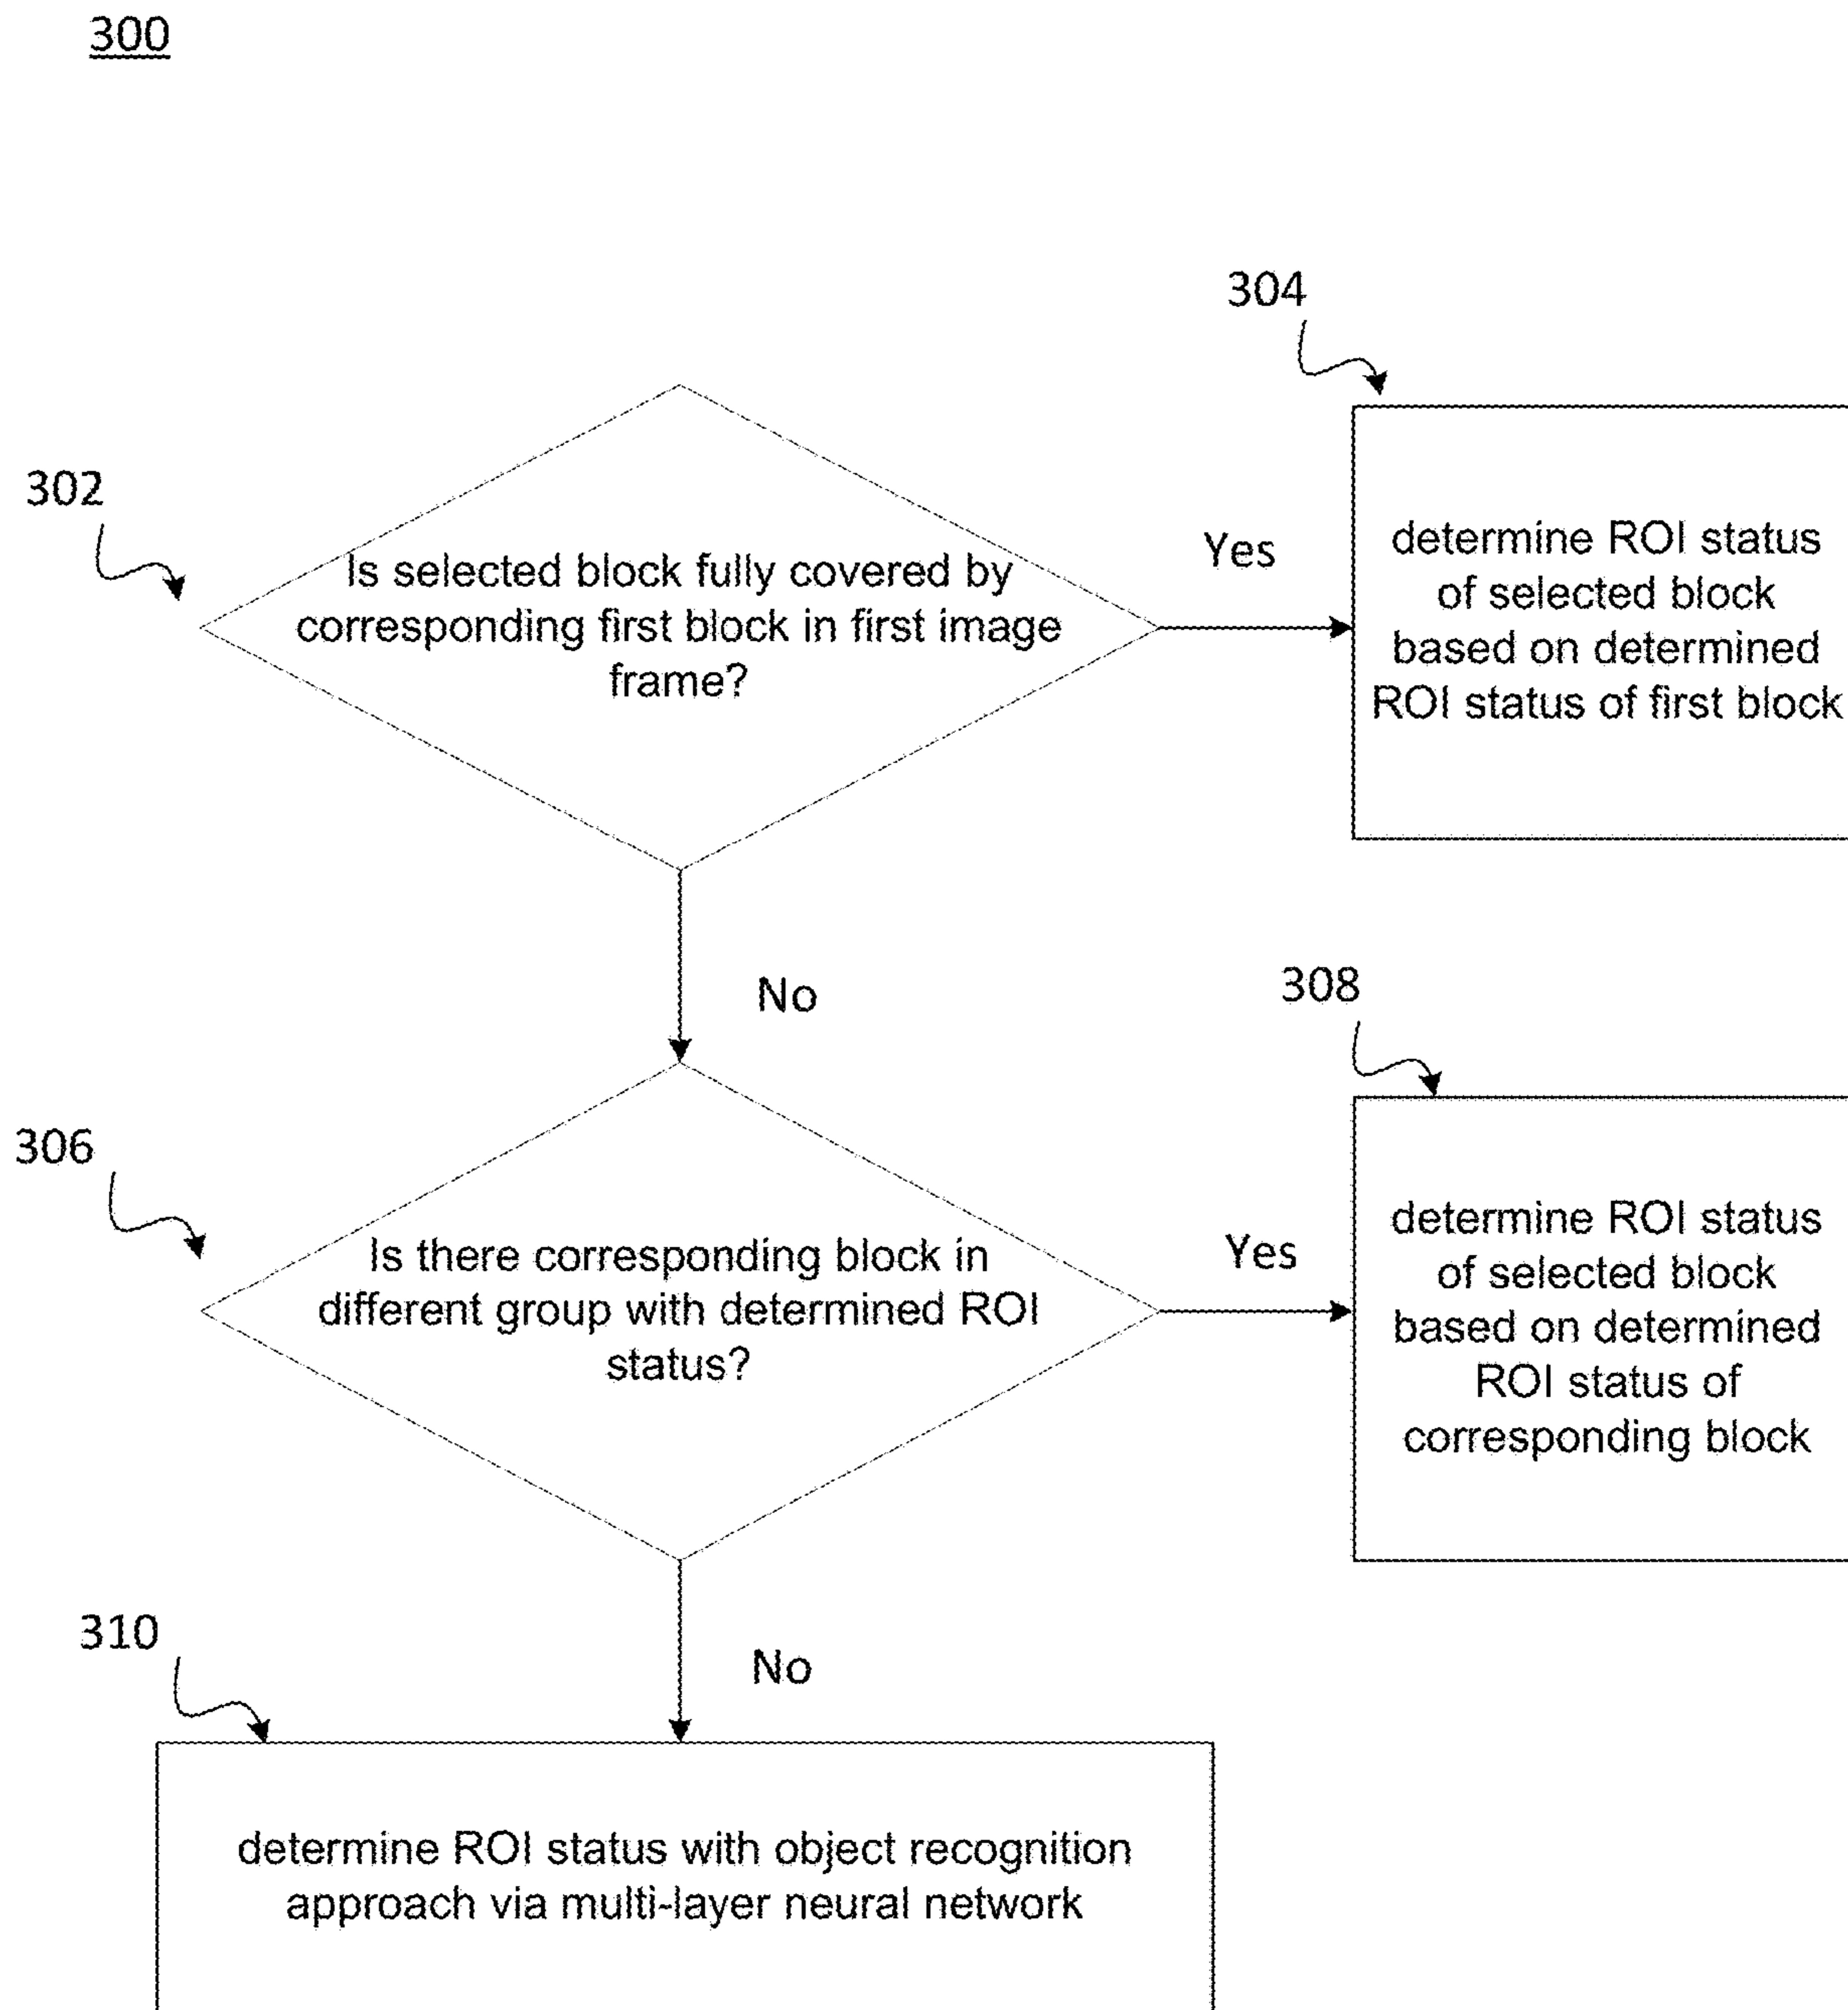 300
304
302
Is selected block fully covered by
corresponding first block in first image
frame?
Yes
determine ROI status
of selected block
based on determined
ROI status of first block
No
308
306
Is there corresponding block in
different group with determined ROI
status?
Yes
determine ROI status
of selected block
based on determined
ROI status of
corresponding block
310
No
determine ROI status with object recognition
approach via multi-layer neural network